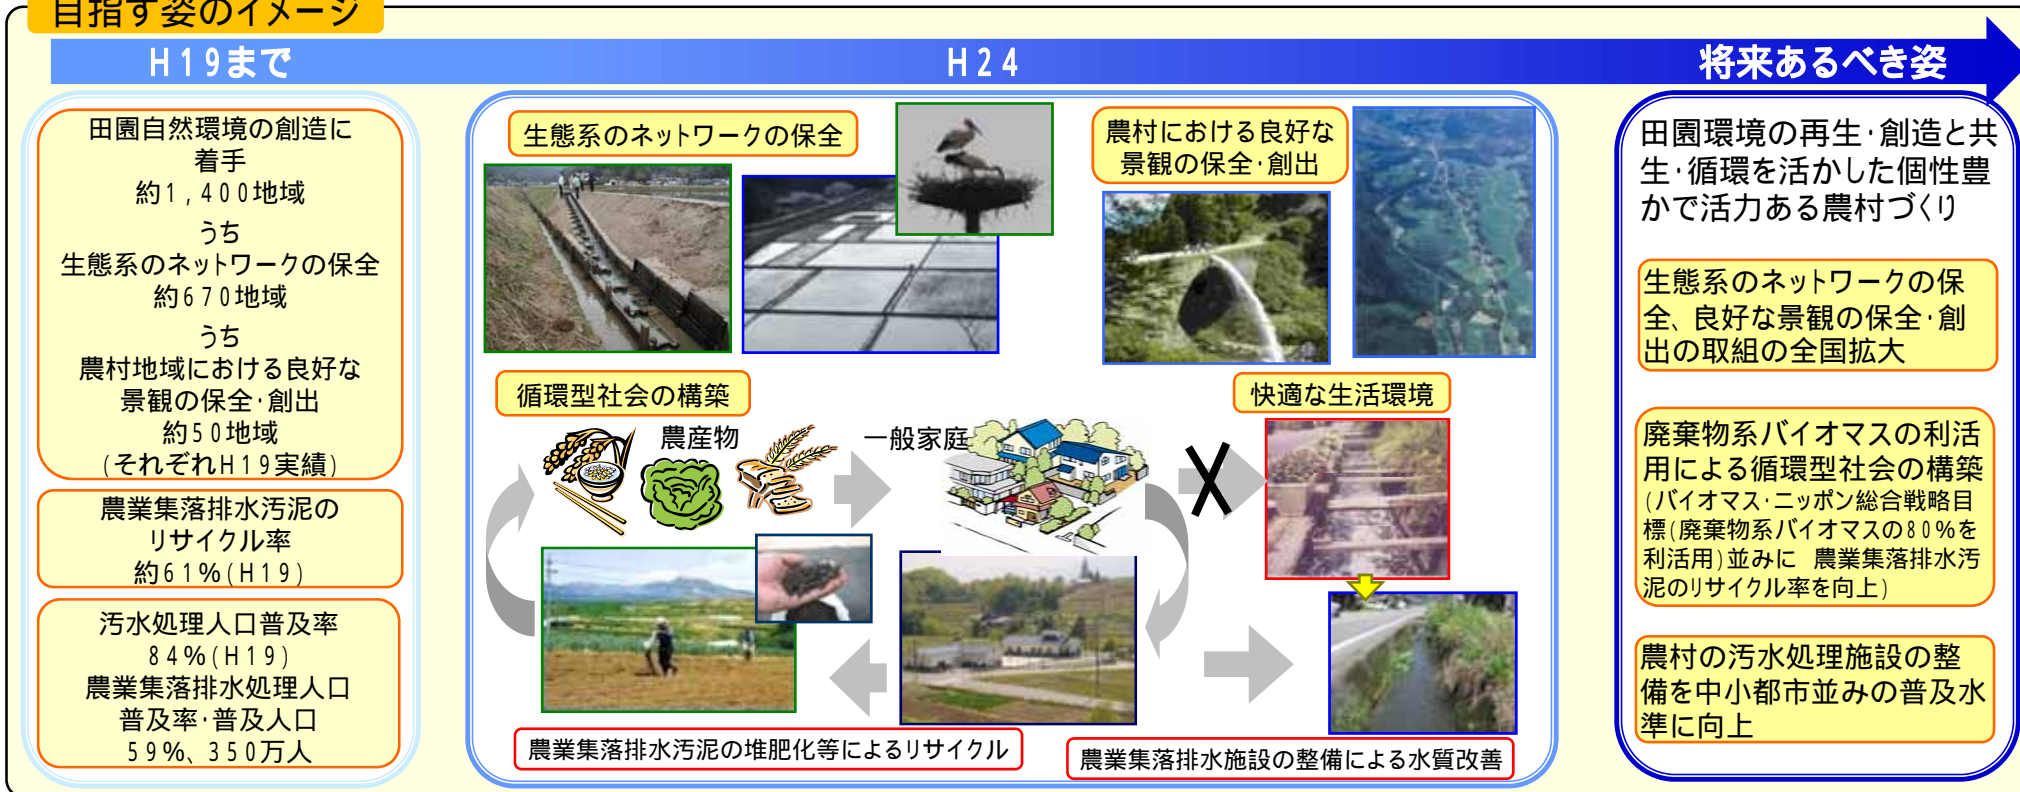 目指す姿のイメージ
H19まで
H24
将来あるべき姿
田園自然環境の創造に
着手
約1,400地域
うち
生態系のネットワークの保全
約670地域
うち
農村地域における良好な
景観の保全・創出
約50地域
(それぞれH19実績)
農業集落排水汚泥の
リサイクル率
約61%(H19)
汚水処理人口普及率
84%(H19)
農業集落排水処理人口
普及率・普及人口
59%、350万人
生態系のネットワークの保全
農村における良好な
景観の保全・創出
循環型社会の構築
快適な生活環境
農産物
一般家庭
農業集落排水汚泥の堆肥化等によるリサイクル
農業集落排水施設の整備による水質改善
田園環境の再生・創造と共
生・循環を活かした個性豊
かで活力ある農村づくり
生態系のネットワークの保
全、良好な景観の保全・創
出の取組の全国拡大
廃棄物系バイオマスの利活
用による循環型社会の構築
(バイオマス・ニッポン総合戦略目
標(廃棄物系バイオマスの80%を
利活用)並みに 農業集落排水汚
泥のリサイクル率を向上)
農村の汚水処理施設の整
備を中小都市並みの普及水
準に向上